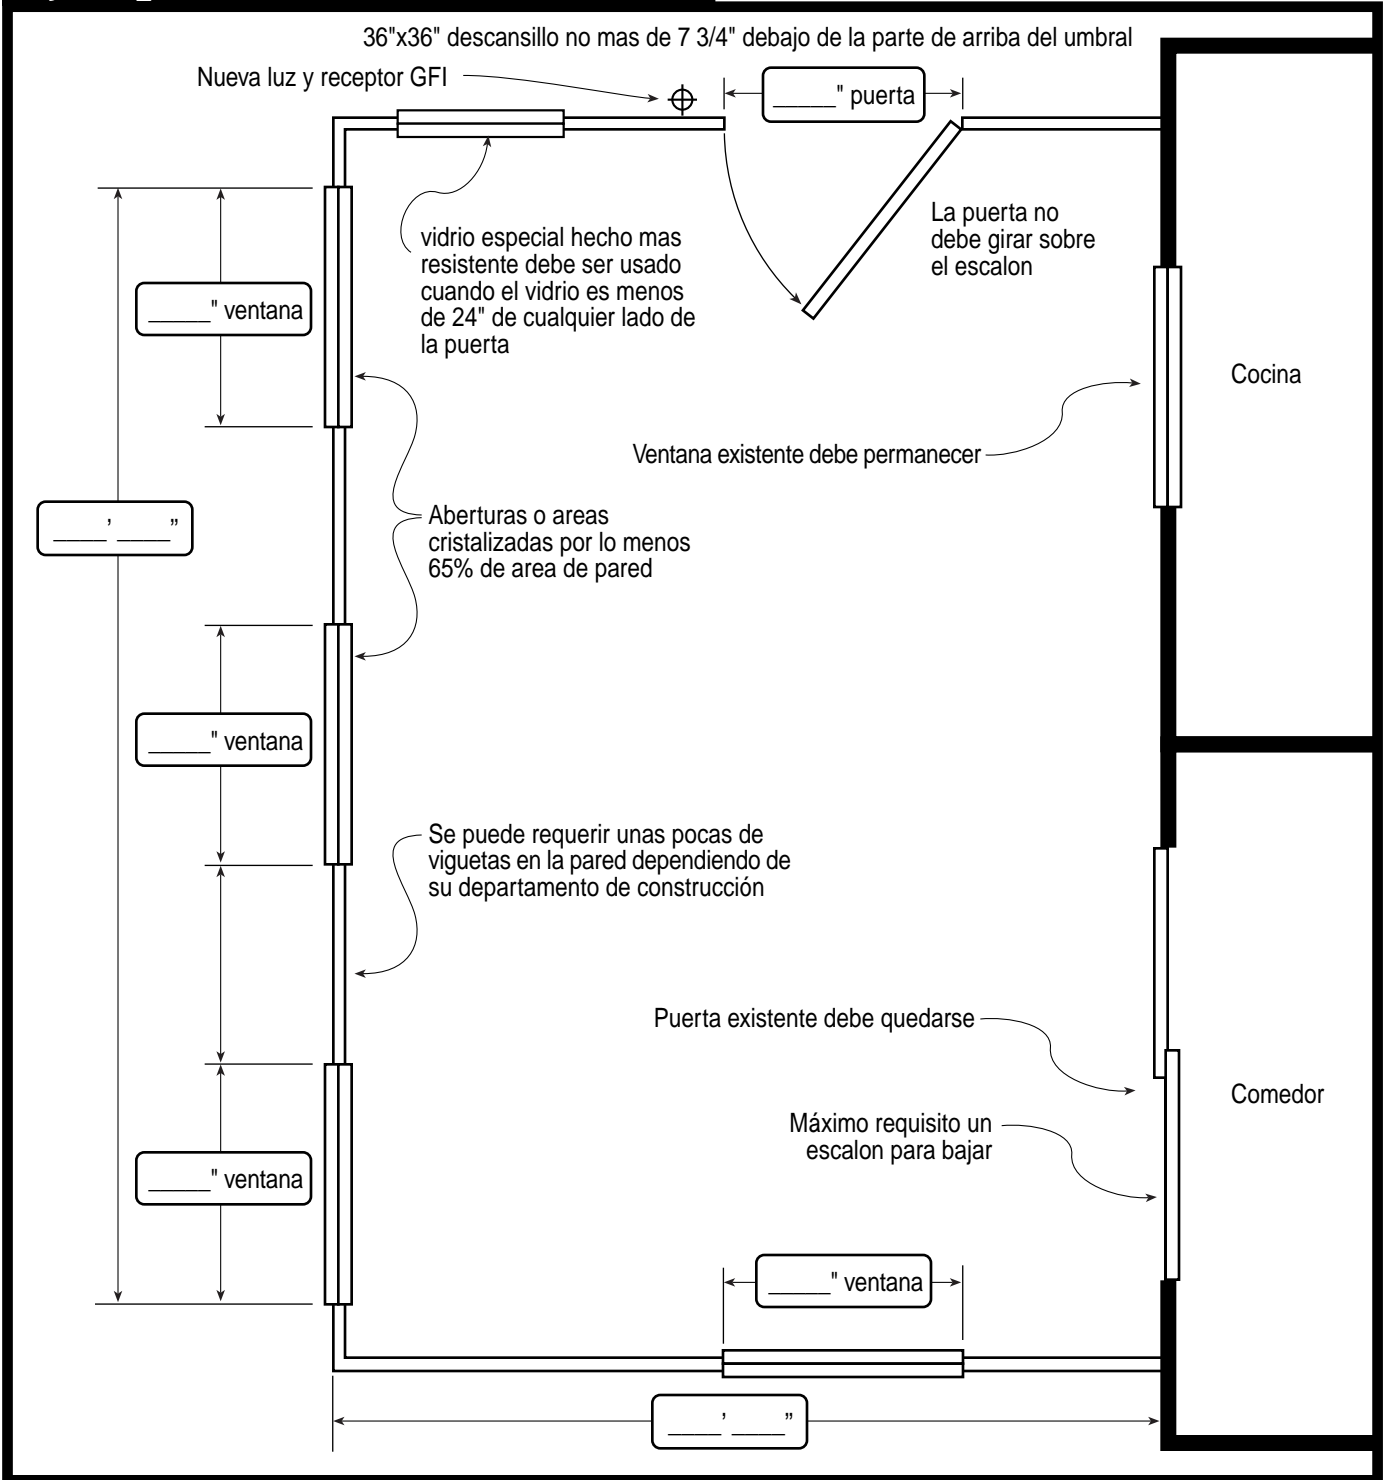 36"x36" descansillo no mas de 7 3/4" debajo de la parte de arriba del umbral
Nueva luz y receptor GFI
_____" puerta
La puerta no
debe girar sobre
el escalon
vidrio especial hecho mas
resistente debe ser usado
cuando el vidrio es menos
de 24" de cualquier lado de
la puerta
_____" ventana
Cocina
Ventana existente debe permanecer
____’ ____”
Aberturas o areas
cristalizadas por lo menos
65% de area de pared
_____" ventana
Se puede requerir unas pocas de
viguetas en la pared dependiendo de
su departamento de construcción
Puerta existente debe quedarse
Comedor
Máximo requisito un
escalon para bajar
_____" ventana
_____" ventana
____’ ____”